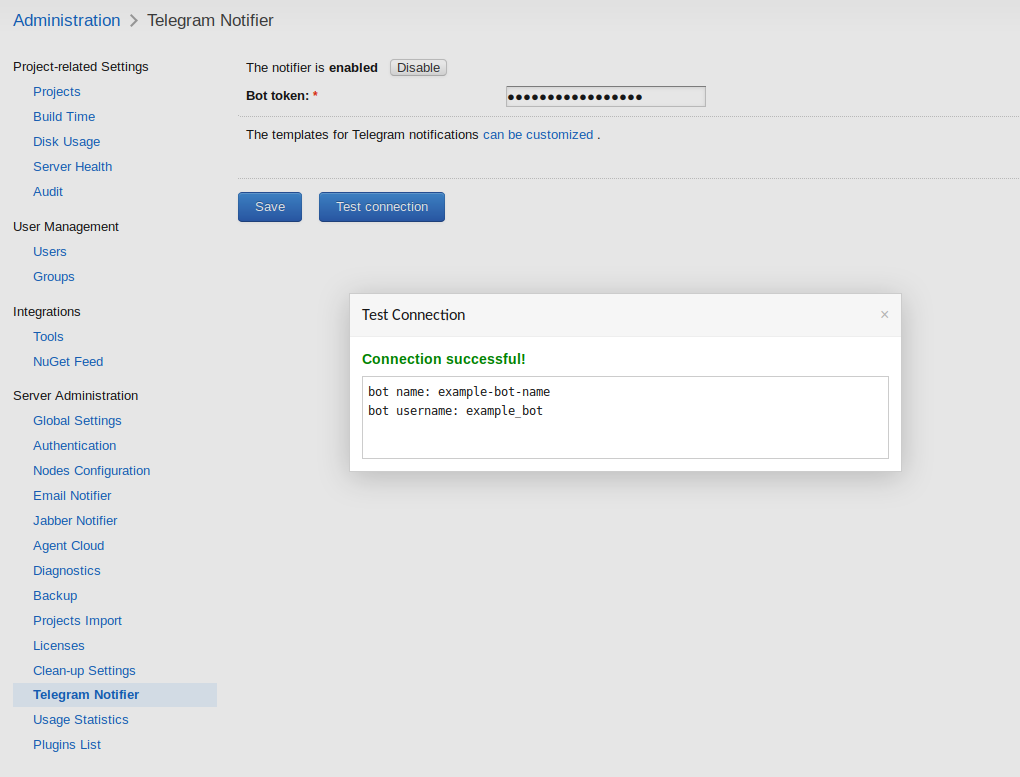 Administration > Telegram Notifier
Project-related Settings
Projects
Build Time
Disk Usage
Server Health
Audit
User Management
Users
Groups
Integrations
Tools
NuGet Feed
Server Administration
Global Settings
Authentication
Nodes Configuration
Email Notifier
Jabber Notifier
Agent Cloud
Diagnostics
Backup
Projects Import
Licenses
Clean-up Settings
Telegram Notifier
Usage Statistics
Plugins List
The notifier is enabled Disable
Bot token: * ●●●●●●●●●●●●●●●●●
The templates for Telegram notifications can be customized .
Save Test connection
Test Connection ×
Connection successful!
bot name: example-bot-name
bot username: example_bot